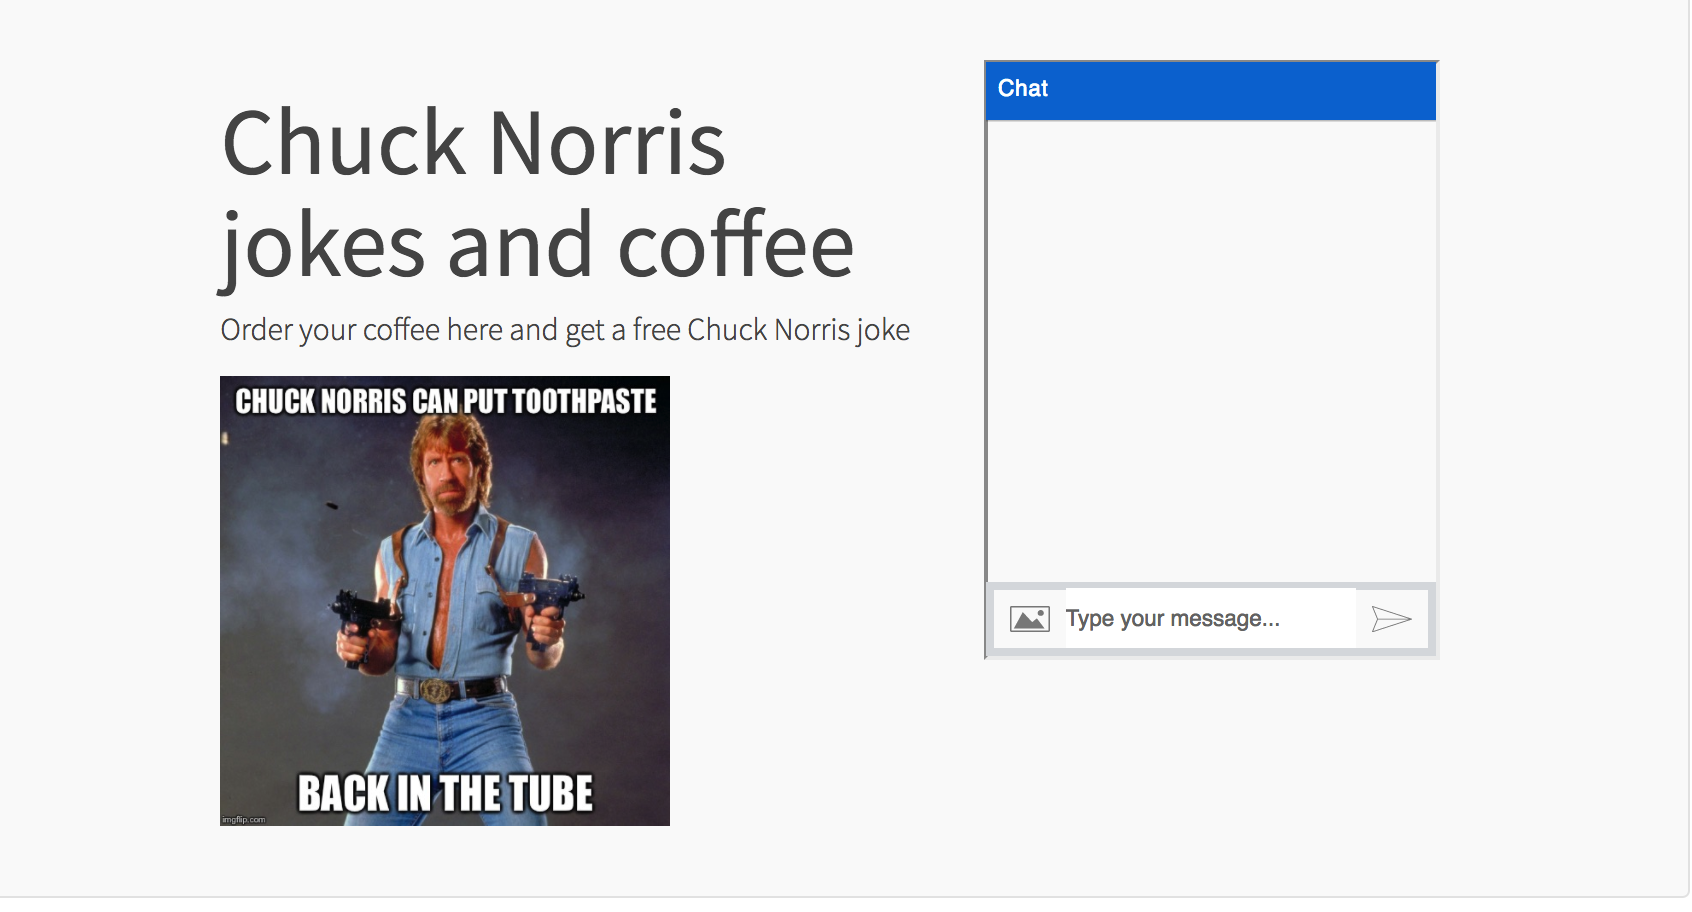 Chuck Norris
jokes and coffee
Order your coffee here and get a free Chuck Norris joke
CHUCK NORRIS CAN PUT TOOTHPASTE
BACK IN THE TUBE
imgflip.com
Chat
Type your message...